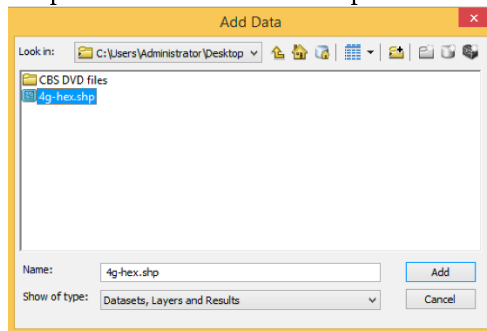 Add Data
Look in: C:\Users\Administrator\Desktop
CBS DVD files
4g-hex.shp
Name: 4g-hex.shp Add
Show of type: Datasets, Layers and Results Cancel